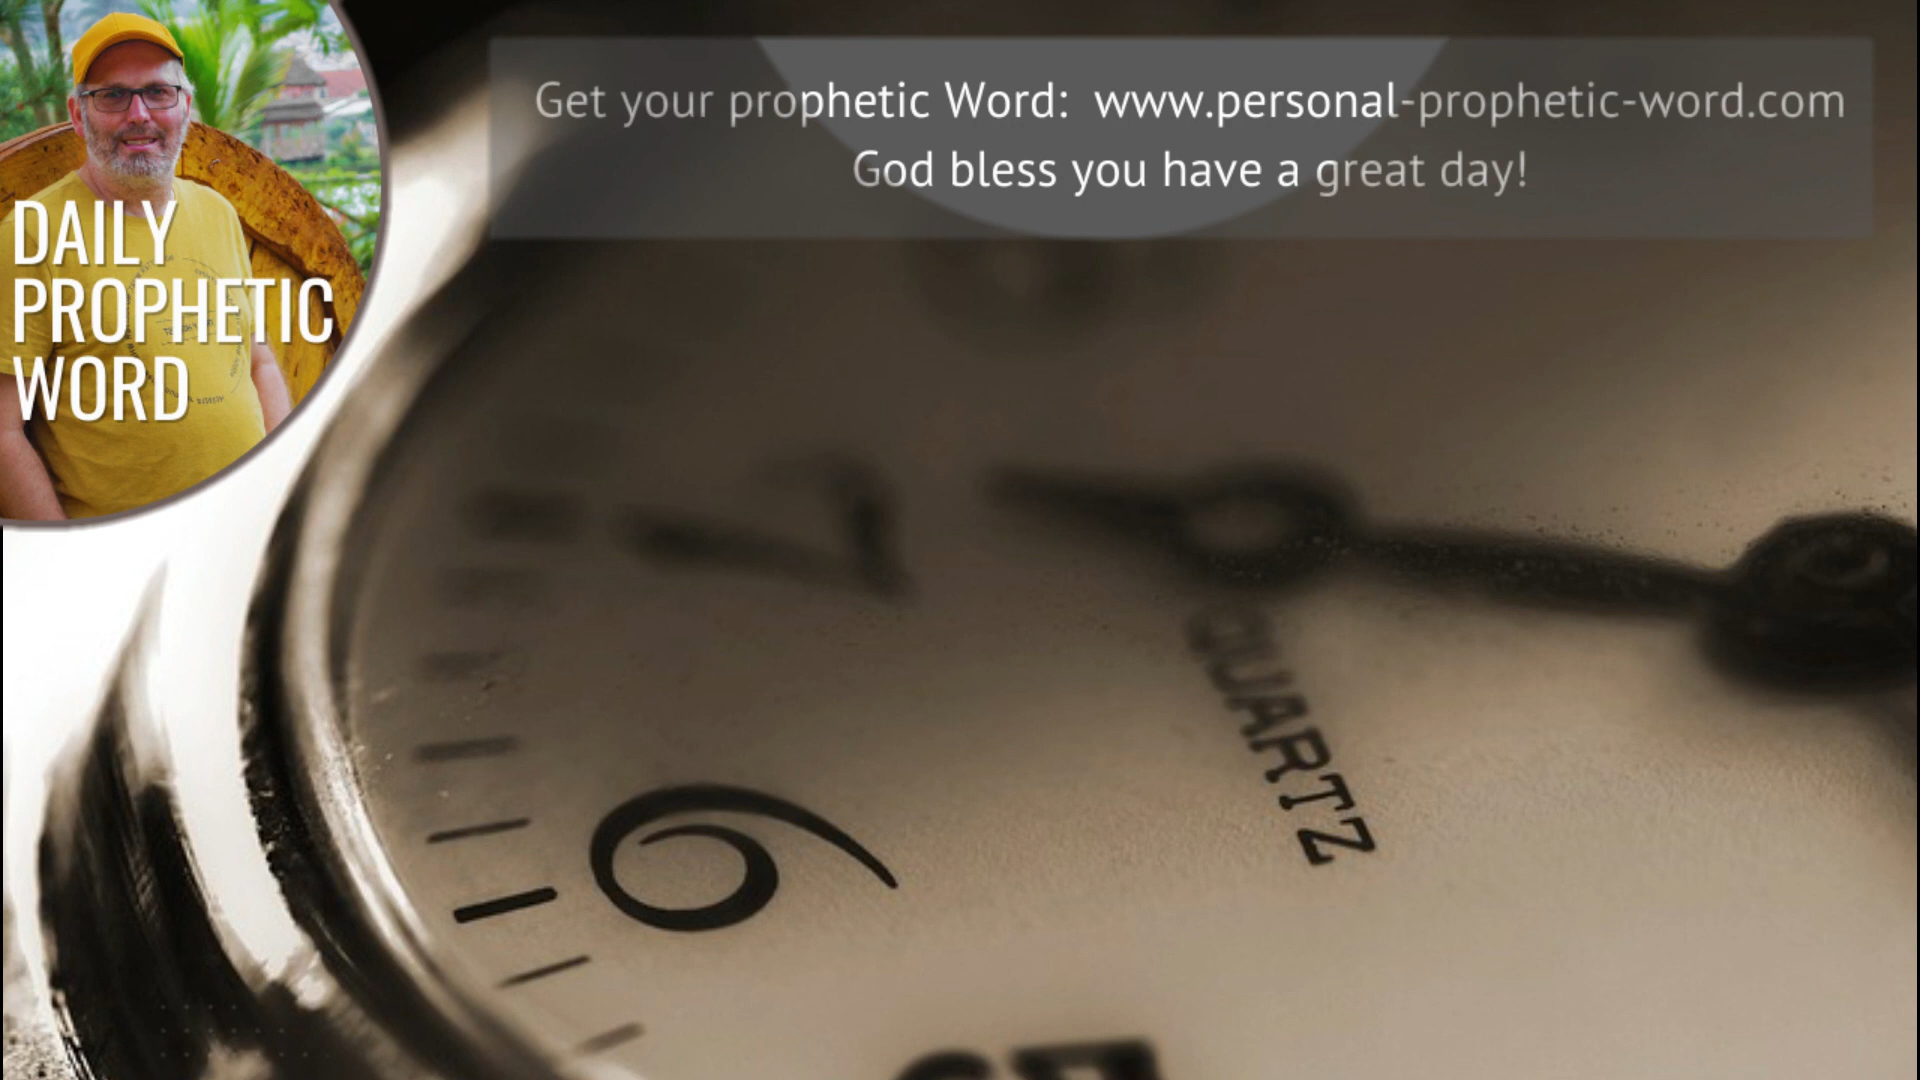 Get your prophetic Word:  www.personal-prophetic-word.com
God bless you have a great day!
DAILY
PROPHETIC
WORD
7
QUARTZ
6